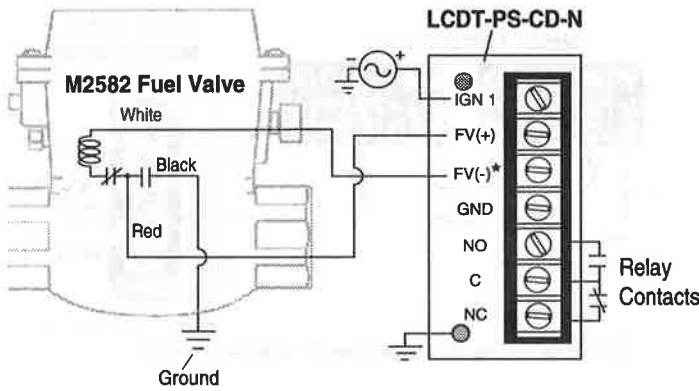 LCDT-PS-CD-N
M2582 Fuel Valve
White
Black
Red
Ground
− +
IGN 1
FV(+)
FV(-)*
GND
NO
C
NC
Relay
Contacts